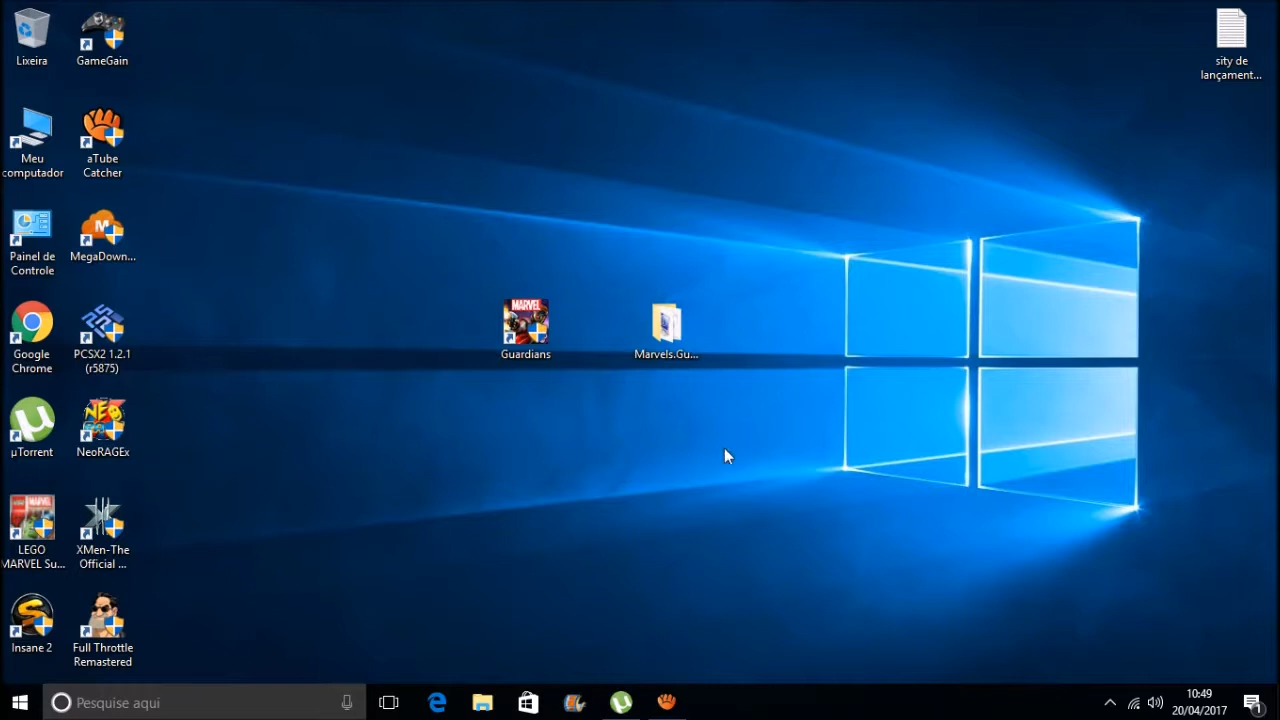 Lixeira
GameGain
sity de
lançament...
Meu
computador
aTube
Catcher
Painel de
Controle
MegaDown...
Google
Chrome
PCSX2 1.2.1
(r5875)
MARVEL
Guardians
Marvels.Gu...
µTorrent
NeoRAGEx
LEGO
MARVEL Su...
XMen-The
Official ...
Insane 2
Full Throttle
Remastered
Pesquise aqui
10:49
20/04/2017
1